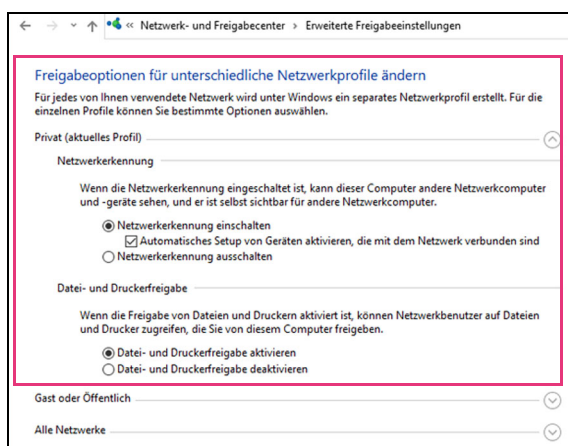 « Netzwerk- und Freigabecenter > Erweiterte Freigabeeinstellungen
Freigabeoptionen für unterschiedliche Netzwerkprofile ändern
Für jedes von Ihnen verwendete Netzwerk wird unter Windows ein separates Netzwerkprofil erstellt. Für die
einzelnen Profile können Sie bestimmte Optionen auswählen.
Privat (aktuelles Profil)
Netzwerkerkennung
Wenn die Netzwerkerkennung eingeschaltet ist, kann dieser Computer andere Netzwerkcomputer
und -geräte sehen, und er ist selbst sichtbar für andere Netzwerkcomputer.
Netzwerkerkennung einschalten
Automatisches Setup von Geräten aktivieren, die mit dem Netzwerk verbunden sind
Netzwerkerkennung ausschalten
Datei- und Druckerfreigabe
Wenn die Freigabe von Dateien und Druckern aktiviert ist, können Netzwerkbenutzer auf Dateien
und Drucker zugreifen, die Sie von diesem Computer freigeben.
Datei- und Druckerfreigabe aktivieren
Datei- und Druckerfreigabe deaktivieren
Gast oder Öffentlich
Alle Netzwerke